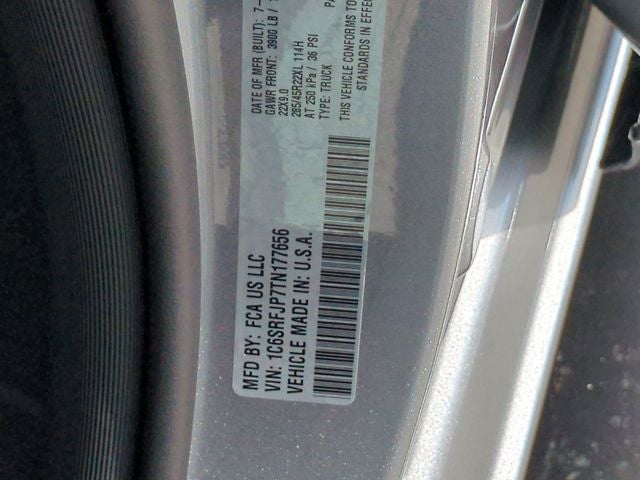 MFD BY: FCA US LLC
DATE OF MFR (BUILT): 7-
GAWR FRONT: 3900 LB /
22X9.0
285/45R22XL 114H
AT 250 kPa / 36 PSI
TYPE: TRUCK
THIS VEHICLE CONFORMS TO
STANDARDS IN EFFEC
VIN: 1C6SRFJP7TN177656
VEHICLE MADE IN: U.S.A.